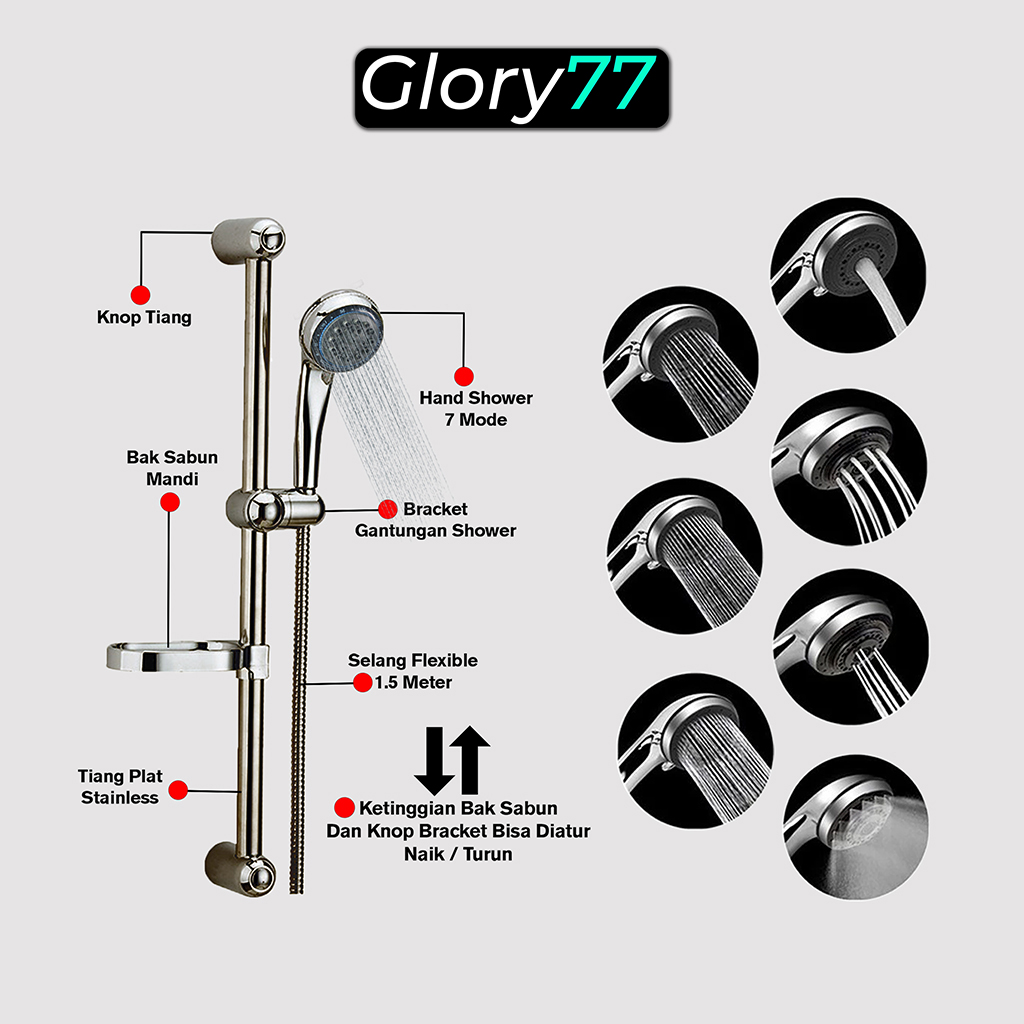 Glory77
Knop Tiang
Hand Shower
7 Mode
Bak Sabun
Mandi
Bracket
Gantungan Shower
Selang Flexible
1.5 Meter
Tiang Plat
Stainless
Ketinggian Bak Sabun
Dan Knop Bracket Bisa Diatur
Naik / Turun